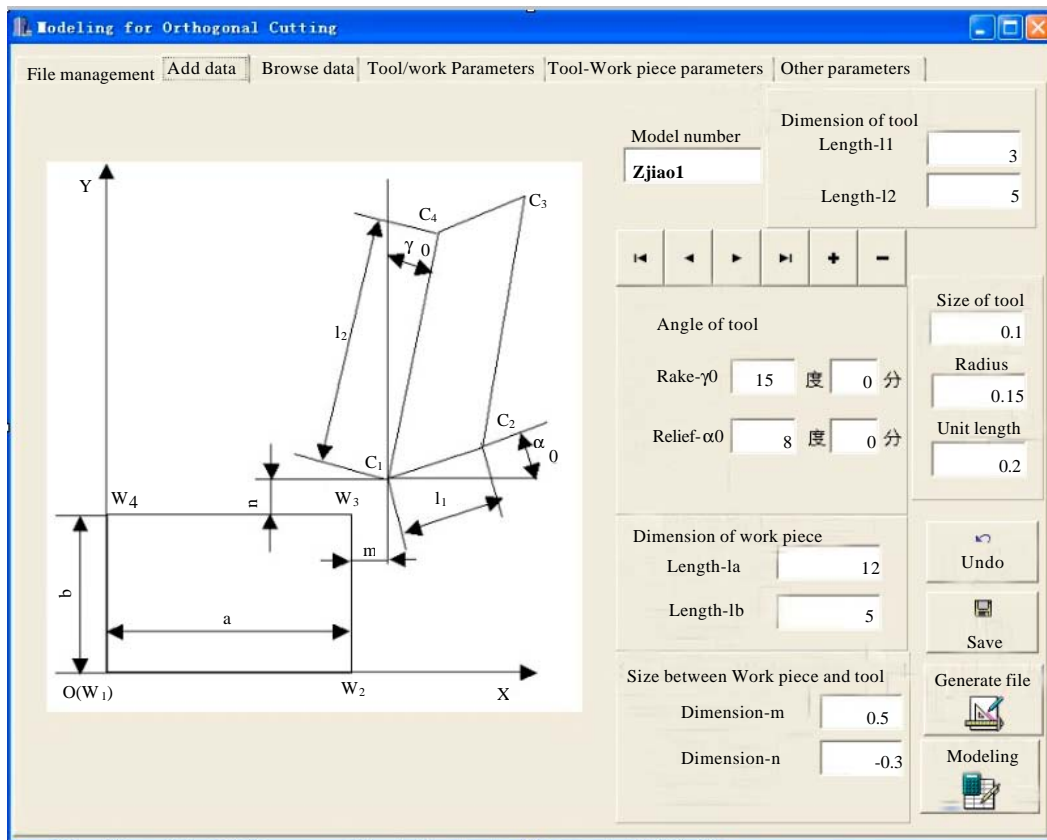 Modeling for Orthogonal Cutting
File management Add data Browse data Tool/work Parameters Tool-Work piece parameters Other parameters
Y
C4
C3
γ 0
l2
C1
C2
α
0
l1
n
W4
W3
m
b
a
O(W1)
W2
X
Model number
Zjiao1
Dimension of tool
Length-l1
3
Length-l2
5
Angle of tool
Rake-γ0 15 度 0 分
Relief-α0 8 度 0 分
Size of tool
0.1
Radius
0.15
Unit length
0.2
Dimension of work piece
Length-la
12
Length-lb
5
Undo
Save
Size between Work piece and tool
Dimension-m
0.5
Dimension-n
-0.3
Generate file
Modeling